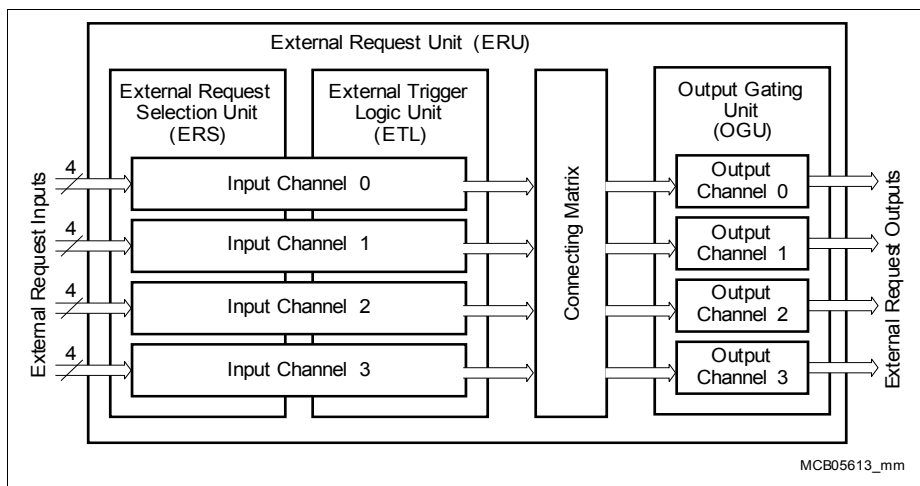 External Request Unit (ERU)
External Request
Selection Unit
(ERS)
External Trigger
Logic Unit
(ETL)
Output Gating
Unit
(OGU)
External Request Inputs
4
Input Channel 0
4
Input Channel 1
4
Input Channel 2
4
Input Channel 3
Connecting Matrix
Output
Channel 0
Output
Channel 1
Output
Channel 2
Output
Channel 3
External Request Outputs
MCB05613_mm